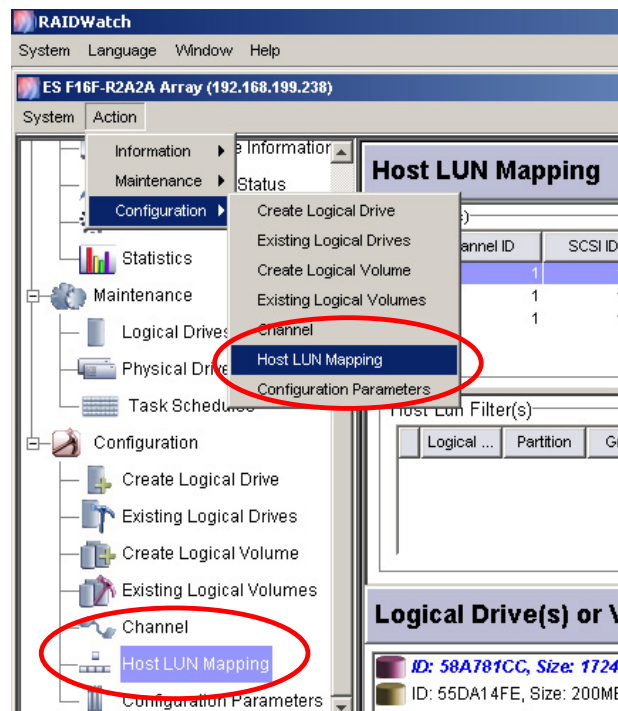 RAIDWatch
System Language Window Help
ES F16F-R2A2A Array (192.168.199.238)
System Action
Information
Maintenance
Configuration
Information
Status
Create Logical Drive
Existing Logical Drives
Create Logical Volume
Existing Logical Volumes
Channel
Host LUN Mapping
Configuration Parameters
Statistics
Maintenance
Logical Drives
Physical Drive
Task Schedules
Configuration
Create Logical Drive
Existing Logical Drives
Create Logical Volume
Existing Logical Volumes
Channel
Host LUN Mapping
Configuration Parameters
Host LUN Mapping
annel ID SCSI ID
1
1
1
Host Lun Filter(s)
Logical ... Partition G
Logical Drive(s) or V
ID: 58A781CC, Size: 1724
ID: 55DA14FE, Size: 200MB